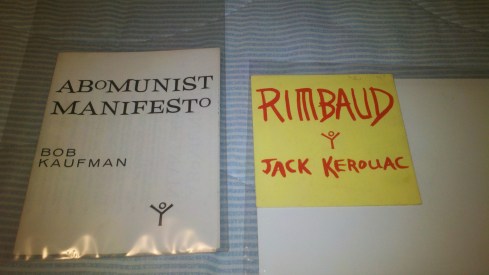 ABOMUNIST
MANIFESTO
BOB
KAUFMAN
RIMBAUD
JACK KEROUAC